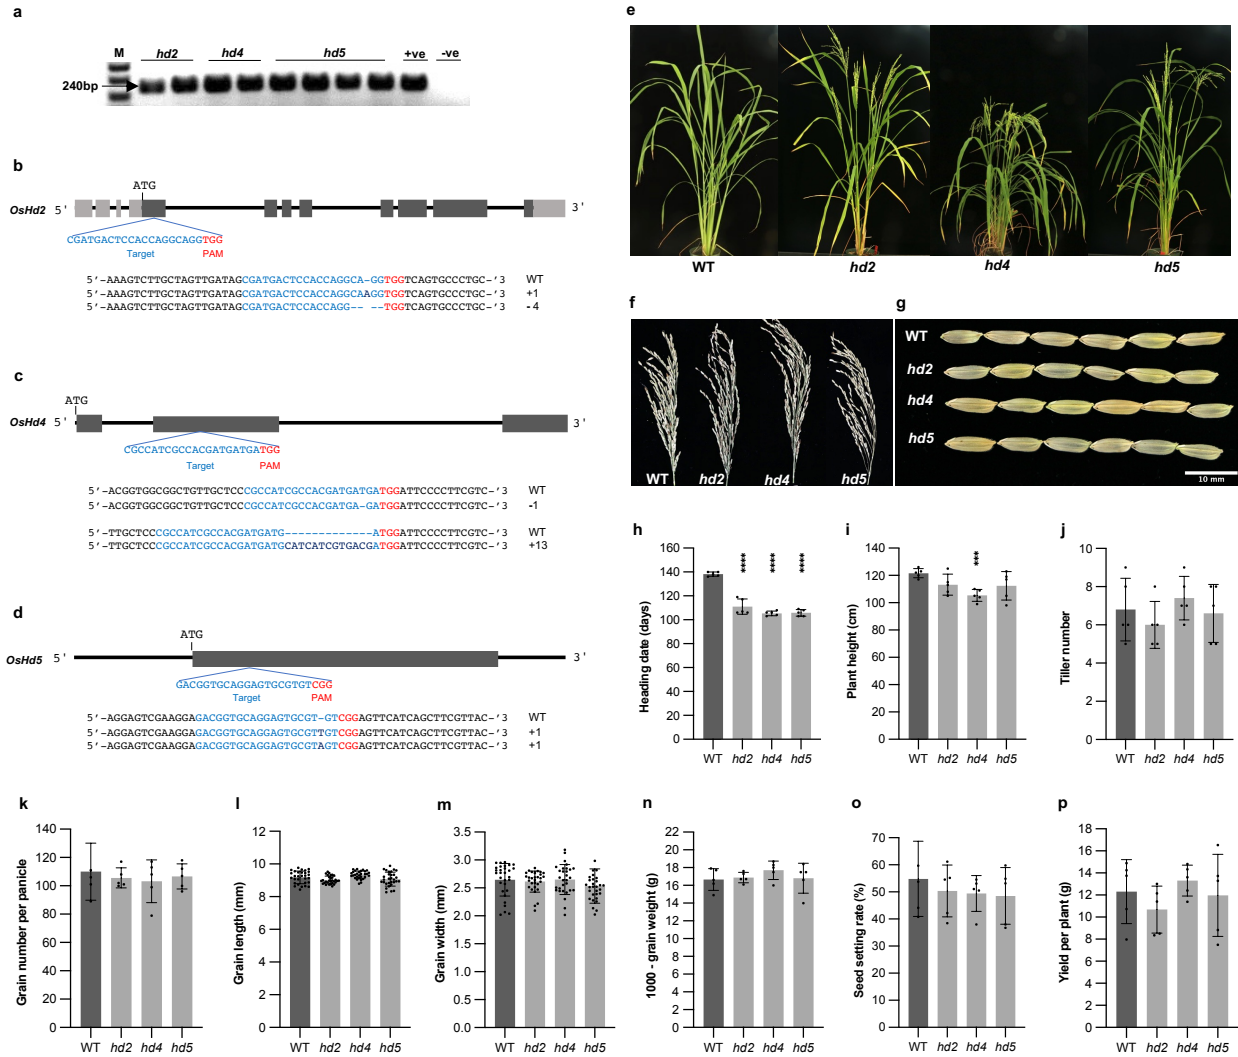 a
M hd2 hd4 hd5 +ve -ve
240bp
b
ATG
OsHd2 5' 3'
CGATGACTCCACCAGGCAGGTGG
Target PAM
5'-AAAGTCTTGCTAGTTGATAGCGATGACTCCACCAGGCA-GGTGGTCAGTGCCCTGC-'3 WT
5'-AAAGTCTTGCTAGTTGATAGCGATGACTCCACCAGGCAAGGTGGTCAGTGCCCTGC-'3 +1
5'-AAAGTCTTGCTAGTTGATAGCGATGACTCCACCAGG-- --TGGTCAGTGCCCTGC-'3 -4
c
ATG
OsHd4 5' 3'
CGCCATCGCCACGATGATGATGG
Target PAM
5'-ACGGTGGCGGCTGTTGCTCCCGCCATCGCCACGATGATGATGGATTCCCCTTCGTC-'3 WT
5'-ACGGTGGCGGCTGTTGCTCCCGCCATCGCCACGATGA-GATGGATTCCCCTTCGTC-'3 -1
5'-TTGCTCCCGCCATCGCCACGATGATG-------------ATGGATTCCCCTTCGTC-'3 WT
5'-TTGCTCCCGCCATCGCCACGATGATGCATCATCGTGACGATGGATTCCCCTTCGTC-'3 +13
d
ATG
OsHd5 5' 3'
GACGGTGCAGGAGTGCGTGTCGG
Target PAM
5'-AGGAGTCGAAGGAGACGGTGCAGGAGTGCGT-GTCGGAGTTCATCAGCTTCGTTAC-'3 WT
5'-AGGAGTCGAAGGAGACGGTGCAGGAGTGCGTTGTCGGAGTTCATCAGCTTCGTTAC-'3 +1
5'-AGGAGTCGAAGGAGACGGTGCAGGAGTGCGTAGTCGGAGTTCATCAGCTTCGTTAC-'3 +1
e
WT hd2 hd4 hd5
f
WT hd2 hd4 hd5
g
WT
hd2
hd4
hd5
10 mm
h
Heading date (days)
160
140
120
100
80
60
40
20
0
**** **** ****
WT hd2 hd4 hd5
i
Plant height (cm)
140
120
100
80
60
40
20
0
***
WT hd2 hd4 hd5
j
Tiller number
10
8
6
4
2
0
WT hd2 hd4 hd5
k
Grain number per panicle
140
120
100
80
60
40
20
0
WT hd2 hd4 hd5
l
Grain length (mm)
12
10
8
6
4
2
0
WT hd2 hd4 hd5
m
Grain width (mm)
3.5
3.0
2.5
2.0
1.5
1.0
0.5
0.0
WT hd2 hd4 hd5
n
1000 - grain weight (g)
22
20
18
16
14
12
10
8
6
4
2
0
WT hd2 hd4 hd5
o
Seed setting rate (%)
70
60
50
40
30
20
10
0
WT hd2 hd4 hd5
p
Yield per plant (g)
18
16
14
12
10
8
6
4
2
0
WT hd2 hd4 hd5